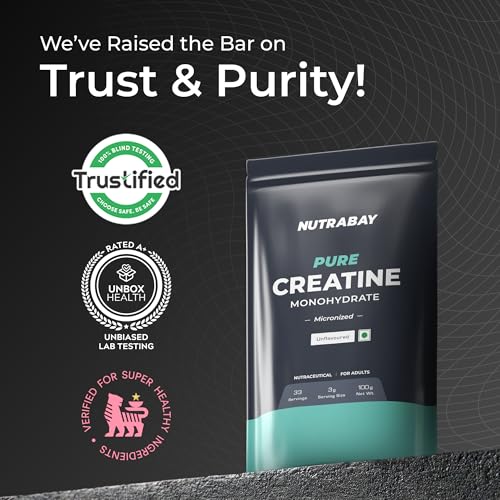 We've Raised the Bar on
Trust & Purity!
100% BLIND TESTING
Trustified
CHOOSE SAFE, BE SAFE
RATED A+
UNBOX
HEALTH
UNBIASED
LAB TESTING
VERIFIED FOR SUPER HEALTHY INGREDIENTS
NUTRABAY
PURE
CREATINE
MONOHYDRATE
Micronized
Unflavoured
NUTRACEUTICAL | FOR ADULTS
33 3g 100g
Servings Serving Size Net Wt.